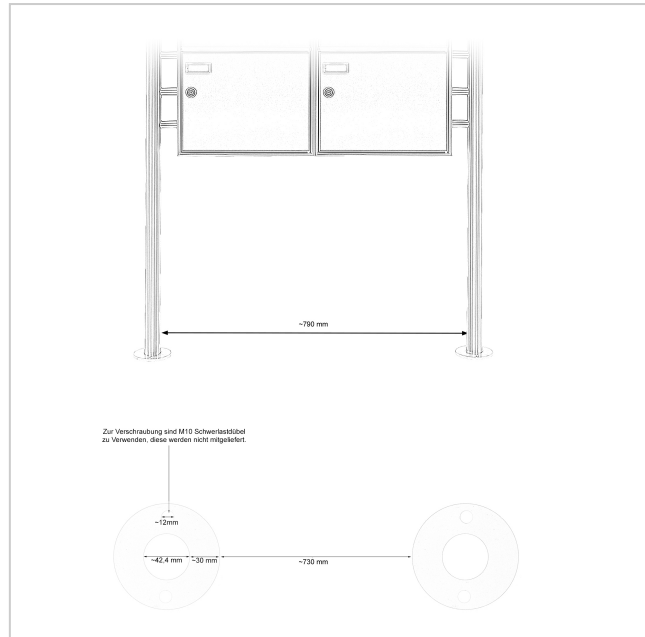 ~790 mm
Zur Verschraubung sind M10 Schwerlastdübel
zu Verwenden, diese werden nicht mitgeliefert.
~12mm
~42,4 mm
~30 mm
~730 mm